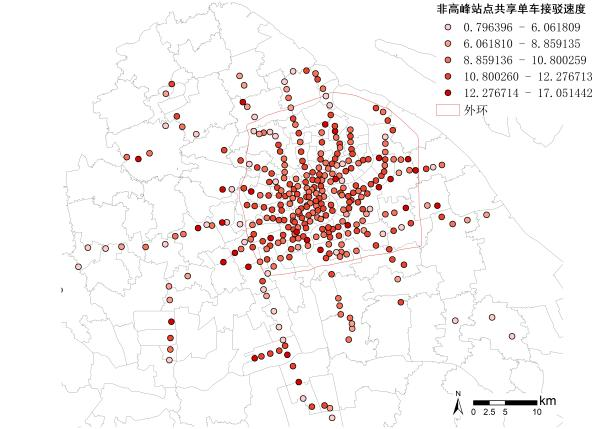 非高峰站点共享单车接驳速度
0.796396 - 6.061809
6.061810 - 8.859135
8.859136 - 10.800259
10.800260 - 12.276713
12.276714 - 17.051442
外环
N
km
0 2.5 5 10